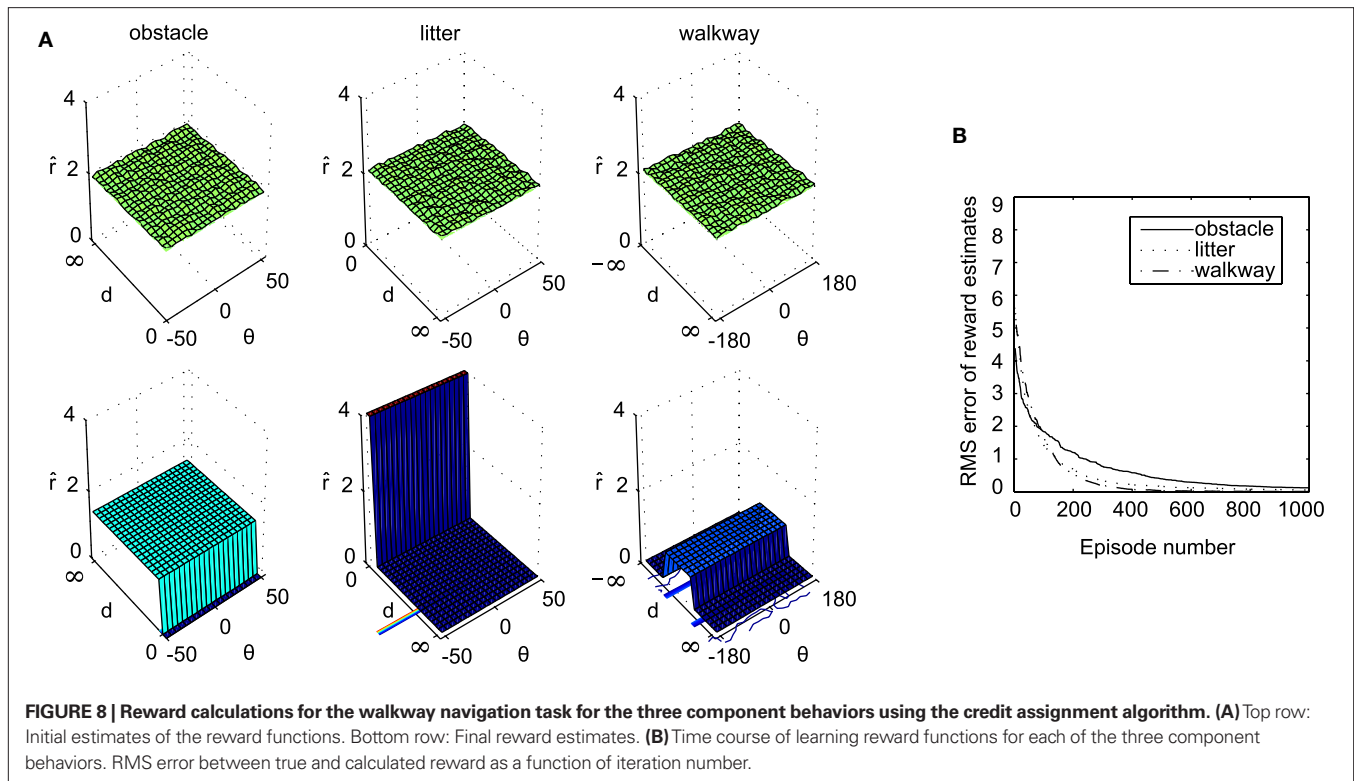 A
obstacle
litter
walkway
4
2
0
r̂
∞
d
0
-50
0
50
θ
4
2
0
r̂
0
d
∞
-50
0
50
θ
4
2
0
r̂
-∞
d
∞
-180
0
180
θ
4
2
0
r̂
∞
d
0
-50
0
50
θ
4
2
0
r̂
0
d
∞
-50
0
50
θ
4
2
0
r̂
-∞
d
∞
-180
0
180
θ
B
RMS error of reward estimates
9
8
7
6
5
4
3
2
1
0
obstacle
litter
walkway
0 200 400 600 800 1000
Episode number
FIGURE 8 | Reward calculations for the walkway navigation task for the three component behaviors using the credit assignment algorithm. (A) Top row:
Initial estimates of the reward functions. Bottom row: Final reward estimates. (B) Time course of learning reward functions for each of the three component
behaviors. RMS error between true and calculated reward as a function of iteration number.